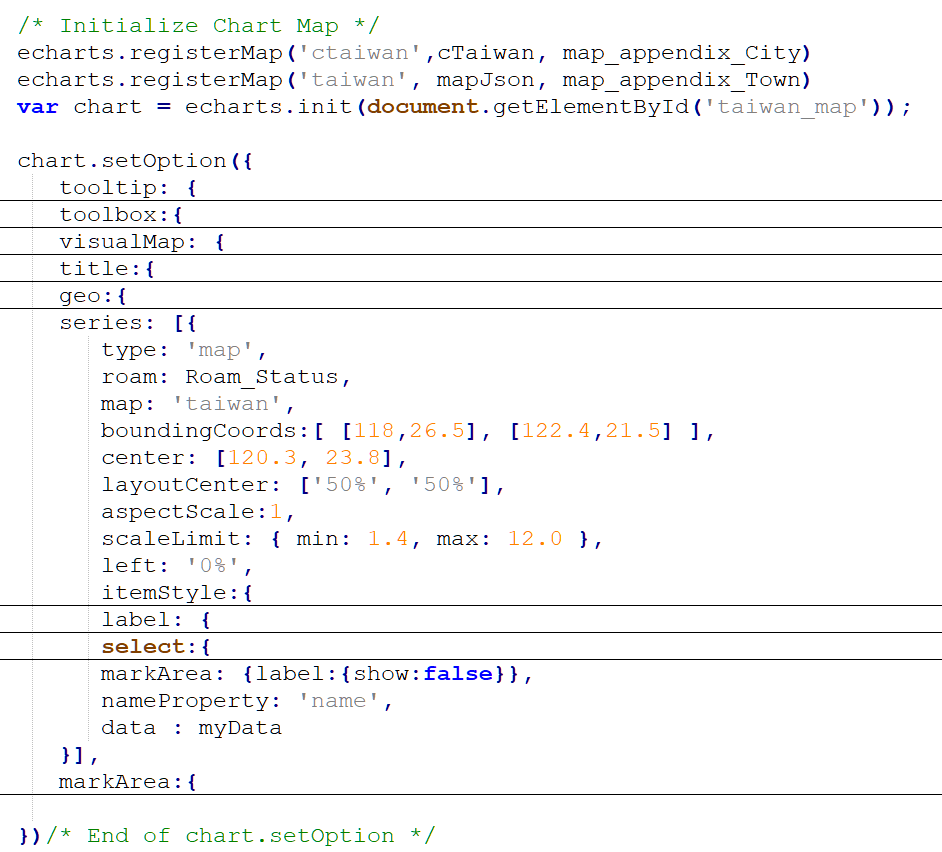 /* Initialize Chart Map */
echarts.registerMap('ctaiwan',cTaiwan, map_appendix_City)
echarts.registerMap('taiwan', mapJson, map_appendix_Town)
var chart = echarts.init(document.getElementById('taiwan_map'));
chart.setOption({
tooltip: {
toolbox:{
visualMap: {
title:{
geo:{
series: [{
type: 'map',
roam: Roam_Status,
map: 'taiwan',
boundingCoords:[ [118,26.5], [122.4,21.5] ],
center: [120.3, 23.8],
layoutCenter: ['50%', '50%'],
aspectScale:1,
scaleLimit: { min: 1.4, max: 12.0 },
left: '0%',
itemStyle:{
label: {
select:{
markArea: {label:{show:false}},
nameProperty: 'name',
data : myData
}],
markArea:{
})/* End of chart.setOption */